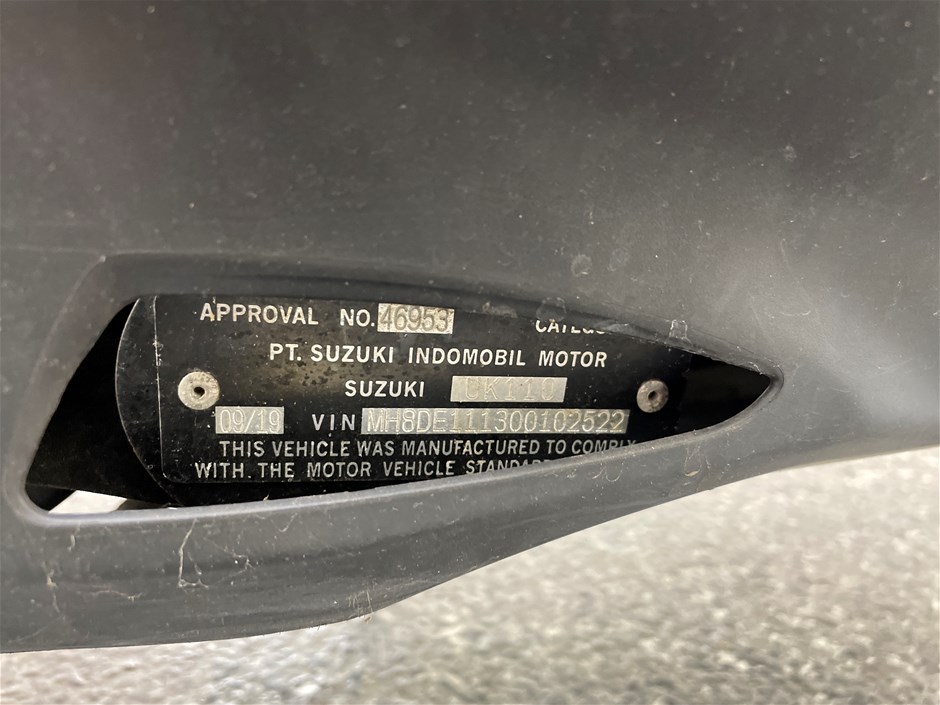 APPROVAL NO. 46953
PT. SUZUKI INDOMOBIL MOTOR
SUZUKI UK110
09/19 VIN MH8DE111300102522
THIS VEHICLE WAS MANUFACTURED TO COMPLY
WITH THE MOTOR VEHICLE